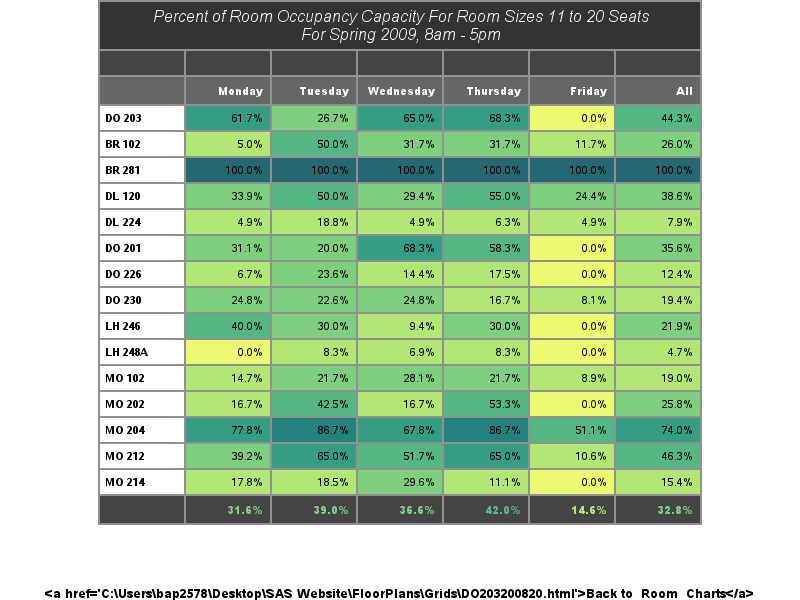 Percent of Room Occupancy Capacity For Room Sizes 11 to 20 Seats
For Spring 2009, 8am - 5pm
Monday Tuesday Wednesday Thursday Friday All
DO 203 61.7% 26.7% 65.0% 68.3% 0.0% 44.3%
BR 102 5.0% 50.0% 31.7% 31.7% 11.7% 26.0%
BR 281 100.0% 100.0% 100.0% 100.0% 100.0% 100.0%
DL 120 33.9% 50.0% 29.4% 55.0% 24.4% 38.6%
DL 224 4.9% 18.8% 4.9% 6.3% 4.9% 7.9%
DO 201 31.1% 20.0% 68.3% 58.3% 0.0% 35.6%
DO 226 6.7% 23.6% 14.4% 17.5% 0.0% 12.4%
DO 230 24.8% 22.6% 24.8% 16.7% 8.1% 19.4%
LH 246 40.0% 30.0% 9.4% 30.0% 0.0% 21.9%
LH 248A 0.0% 8.3% 6.9% 8.3% 0.0% 4.7%
MO 102 14.7% 21.7% 28.1% 21.7% 8.9% 19.0%
MO 202 16.7% 42.5% 16.7% 53.3% 0.0% 25.8%
MO 204 77.8% 86.7% 67.8% 86.7% 51.1% 74.0%
MO 212 39.2% 65.0% 51.7% 65.0% 10.6% 46.3%
MO 214 17.8% 18.5% 29.6% 11.1% 0.0% 15.4%
31.6% 39.0% 36.6% 42.0% 14.6% 32.8%
<a href='C:\Users\bap2578\Desktop\SAS Website\FloorPlans\Grids\DO203200820.html'>Back to Room Charts</a>